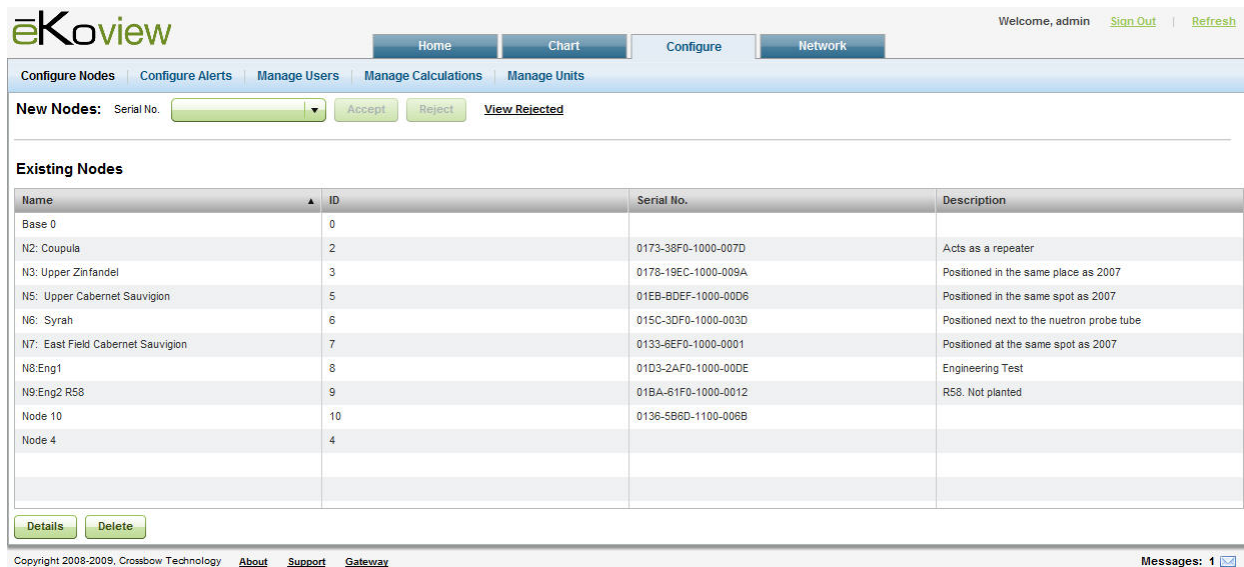 ēKoview
Welcome, admin Sign Out | Refresh
Home Chart Configure Network
Configure Nodes | Configure Alerts | Manage Users | Manage Calculations | Manage Units
New Nodes: Serial No. Accept Reject View Rejected
Existing Nodes
Name ▲ ID Serial No. Description
Base 0 0
N2: Coupula 2 0173-38F0-1000-007D Acts as a repeater
N3: Upper Zinfandel 3 0178-19EC-1000-009A Positioned in the same place as 2007
N5: Upper Cabernet Sauvigion 5 01EB-BDEF-1000-00D6 Positioned in the same spot as 2007
N6: Syrah 6 015C-3DF0-1000-003D Positioned next to the nuetron probe tube
N7: East Field Cabernet Sauvigion 7 0133-6EF0-1000-0001 Positioned at the same spot as 2007
N8:Eng1 8 01D3-2AF0-1000-00DE Engineering Test
N9:Eng2 R58 9 01BA-61F0-1000-0012 R58. Not planted
Node 10 10 0136-5B6D-1100-006B
Node 4 4
Details Delete
Copyright 2008-2009, Crossbow Technology About Support Gateway Messages: 1